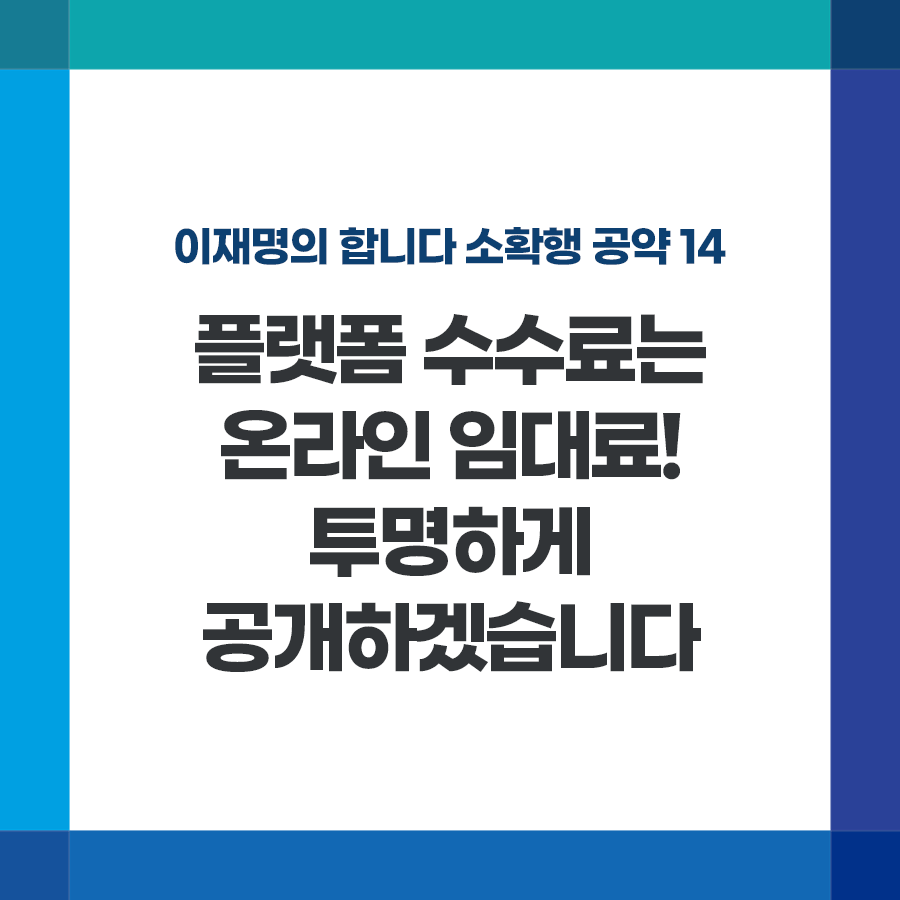 이재명의 합니다 소확행 공약 14
플랫폼 수수료는
온라인 임대료!
투명하게
공개하겠습니다